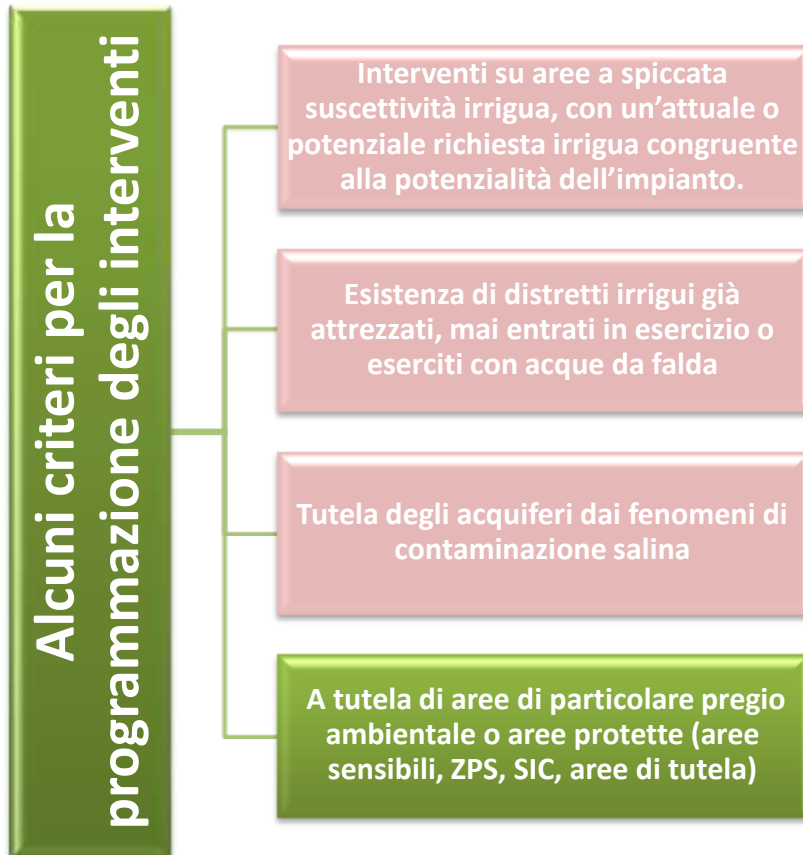 Alcuni criteri per la
programmazione degli interventi
Interventi su aree a spiccata
suscettività irrigua, con un'attuale o
potenziale richiesta irrigua congruente
alla potenzialità dell'impianto.
Esistenza di distretti irrigui già
attrezzati, mai entrati in esercizio o
eserciti con acque da falda
Tutela degli acquiferi dai fenomeni di
contaminazione salina
A tutela di aree di particolare pregio
ambientale o aree protette (aree
sensibili, ZPS, SIC, aree di tutela)